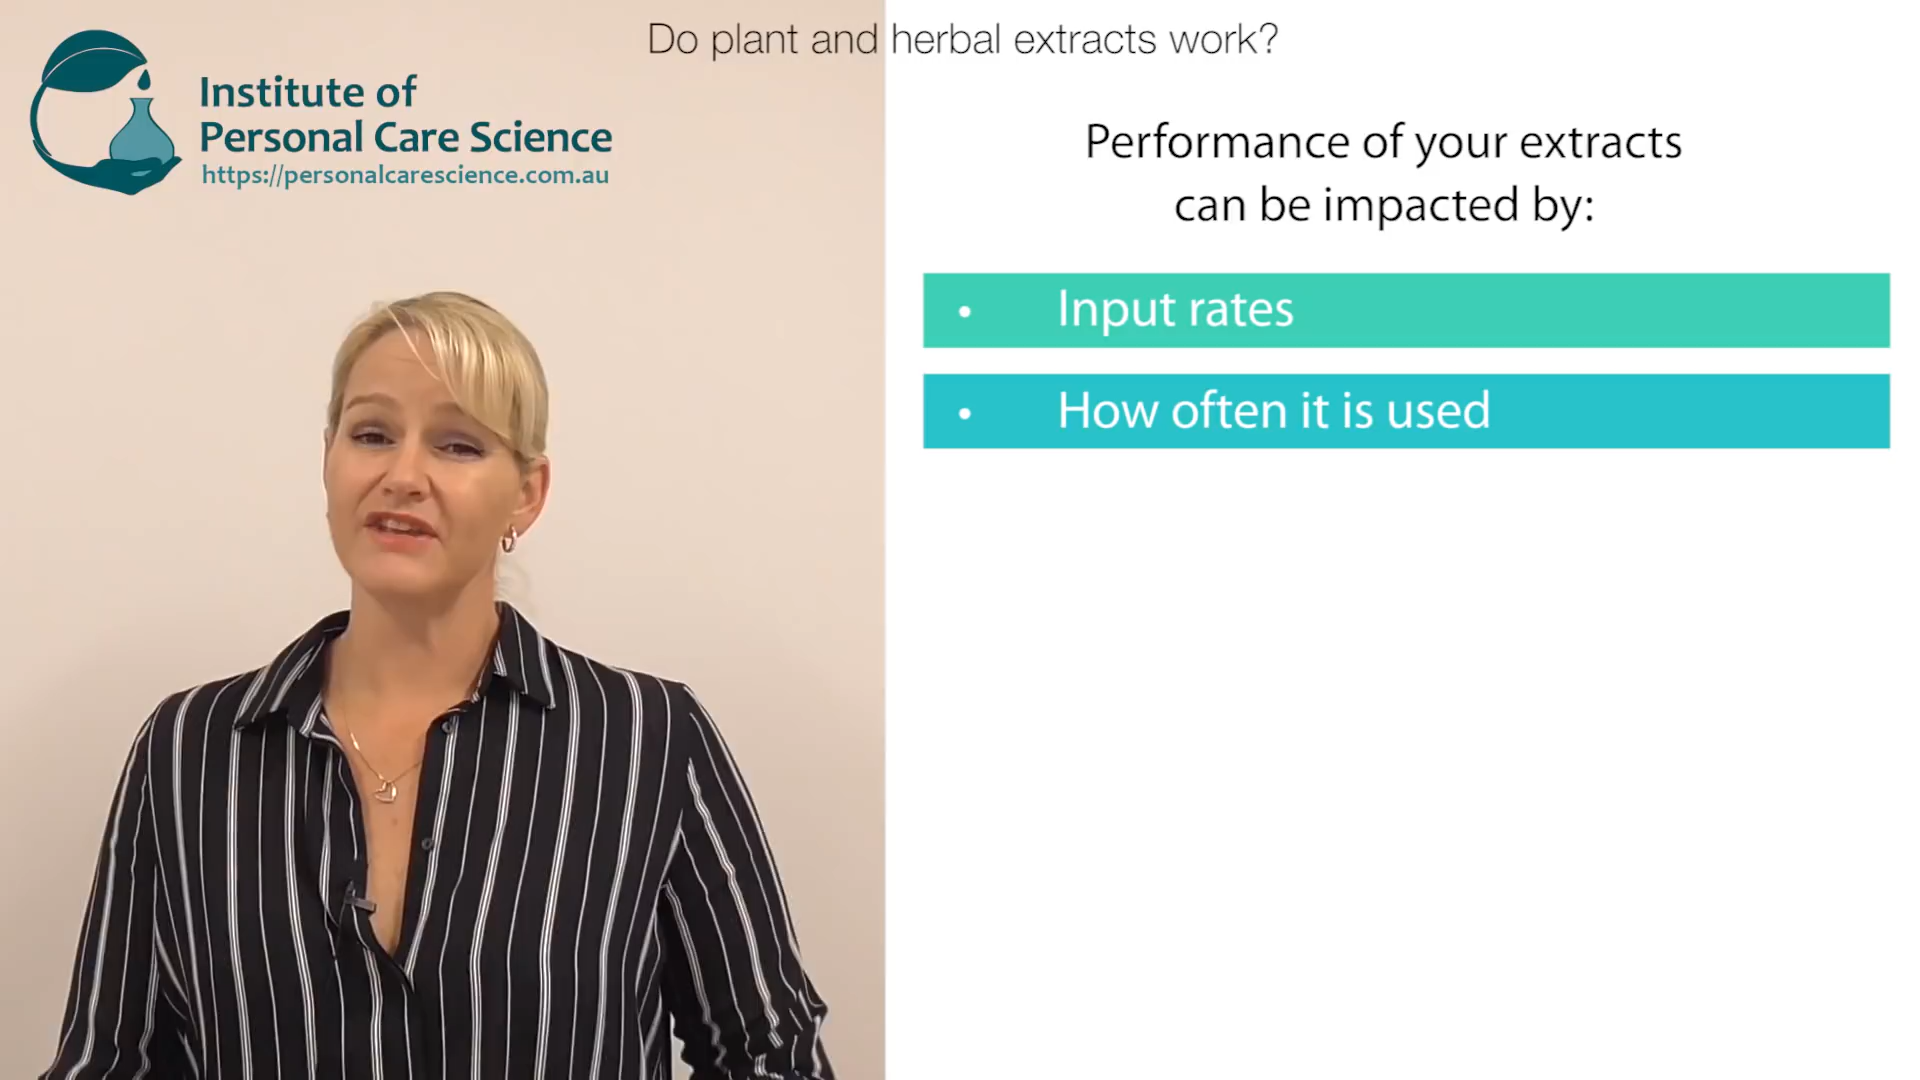 Do plant and herbal extracts work?
Institute of
Personal Care Science
https://personalcarescience.com.au
Performance of your extracts
can be impacted by:
• Input rates
• How often it is used